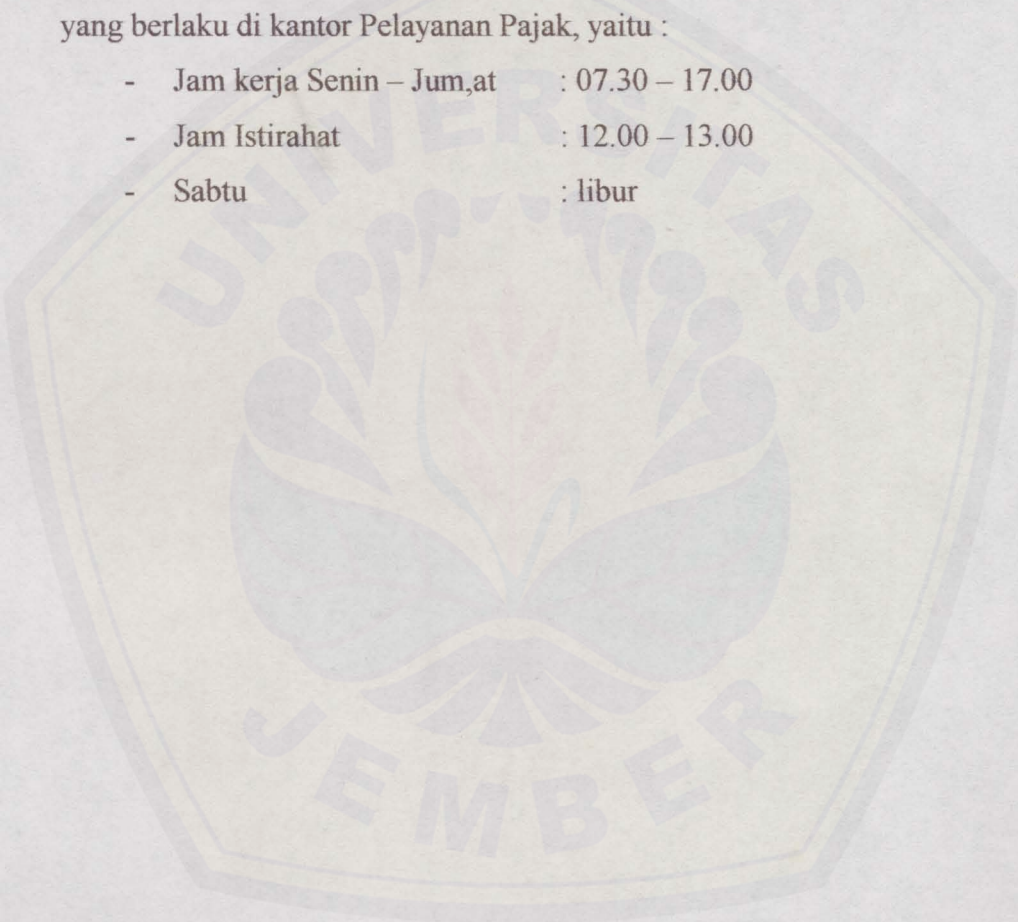 yang berlaku di kantor Pelayanan Pajak, yaitu :
- Jam kerja Senin – Jum,at : 07.30 – 17.00
- Jam Istirahat : 12.00 – 13.00
- Sabtu : libur
UNIVERSITAS
JEMBER